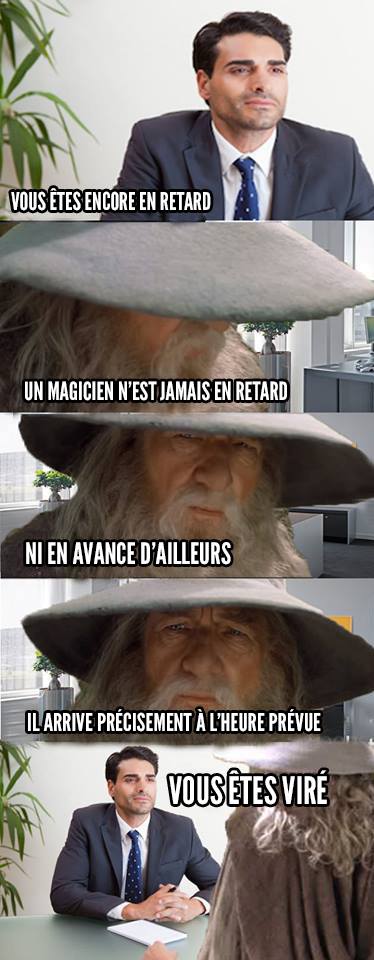 VOUS ÊTES ENCORE EN RETARD
UN MAGICIEN N'EST JAMAIS EN RETARD
NI EN AVANCE D'AILLEURS
IL ARRIVE PRÉCISEMENT À L'HEURE PRÉVUE
VOUS ÊTES VIRÉ